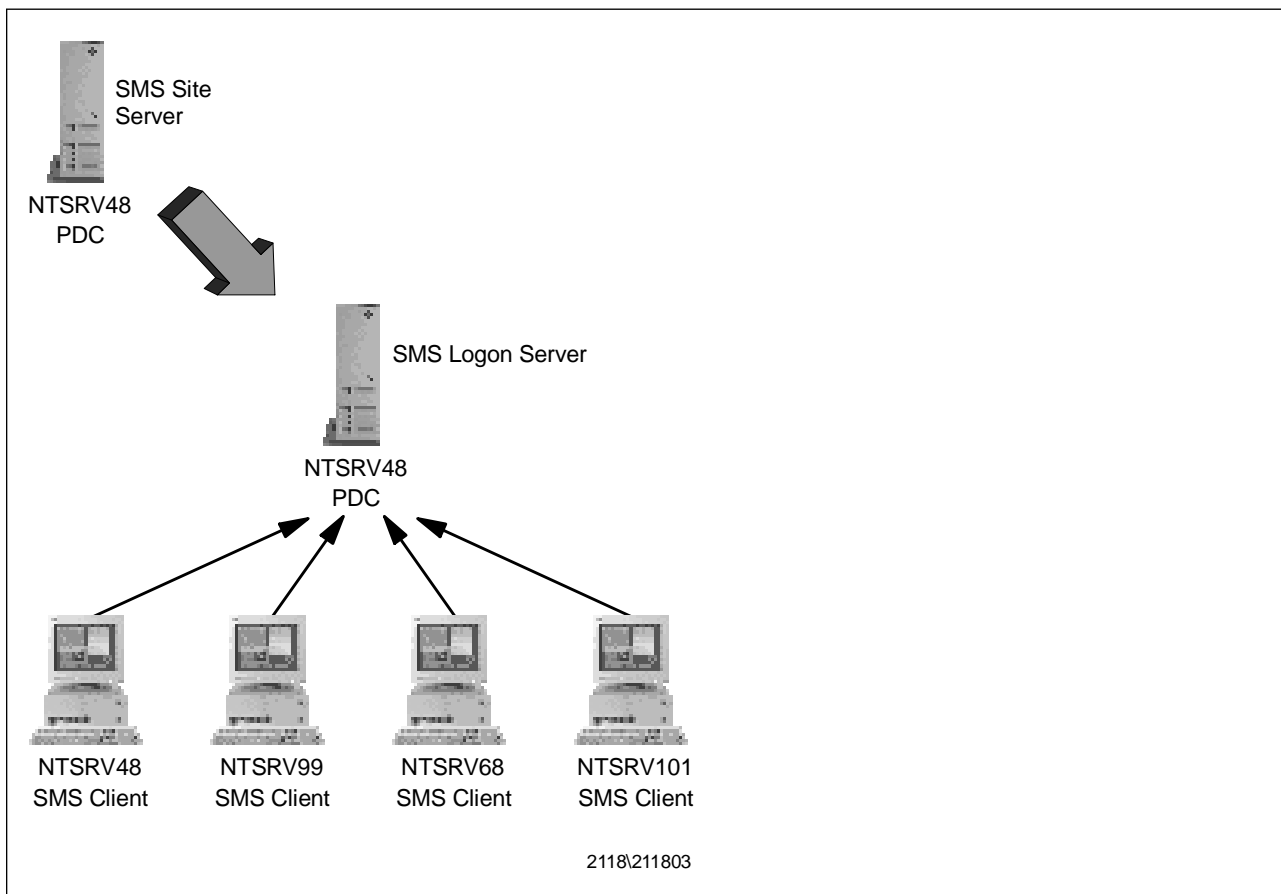 SMS Site
Server
NTSRV48
PDC
SMS Logon Server
NTSRV48
PDC
NTSRV48
SMS Client
NTSRV99
SMS Client
NTSRV68
SMS Client
NTSRV101
SMS Client
2118\211803